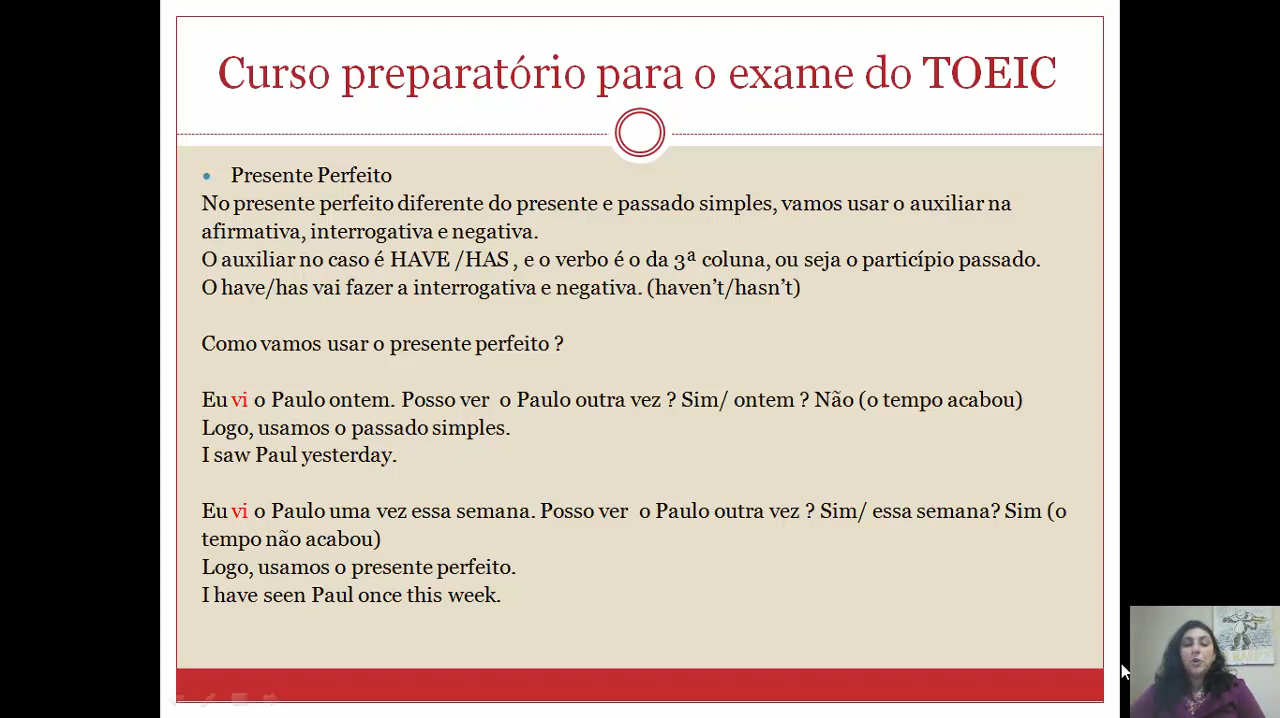 Curso preparatório para o exame do TOEIC
Presente Perfeito
No presente perfeito diferente do presente e passado simples, vamos usar o auxiliar na
afirmativa, interrogativa e negativa.
O auxiliar no caso é HAVE /HAS , e o verbo é o da 3ª coluna, ou seja o particípio passado.
O have/has vai fazer a interrogativa e negativa. (haven't/hasn't)
Como vamos usar o presente perfeito ?
Eu vi o Paulo ontem. Posso ver o Paulo outra vez ? Sim/ ontem ? Não (o tempo acabou)
Logo, usamos o passado simples.
I saw Paul yesterday.
Eu vi o Paulo uma vez essa semana. Posso ver o Paulo outra vez ? Sim/ essa semana? Sim (o
tempo não acabou)
Logo, usamos o presente perfeito.
I have seen Paul once this week.